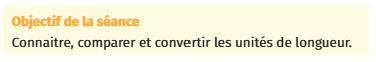 Objectif de la séance
Connaitre, comparer et convertir les unités de longueur.